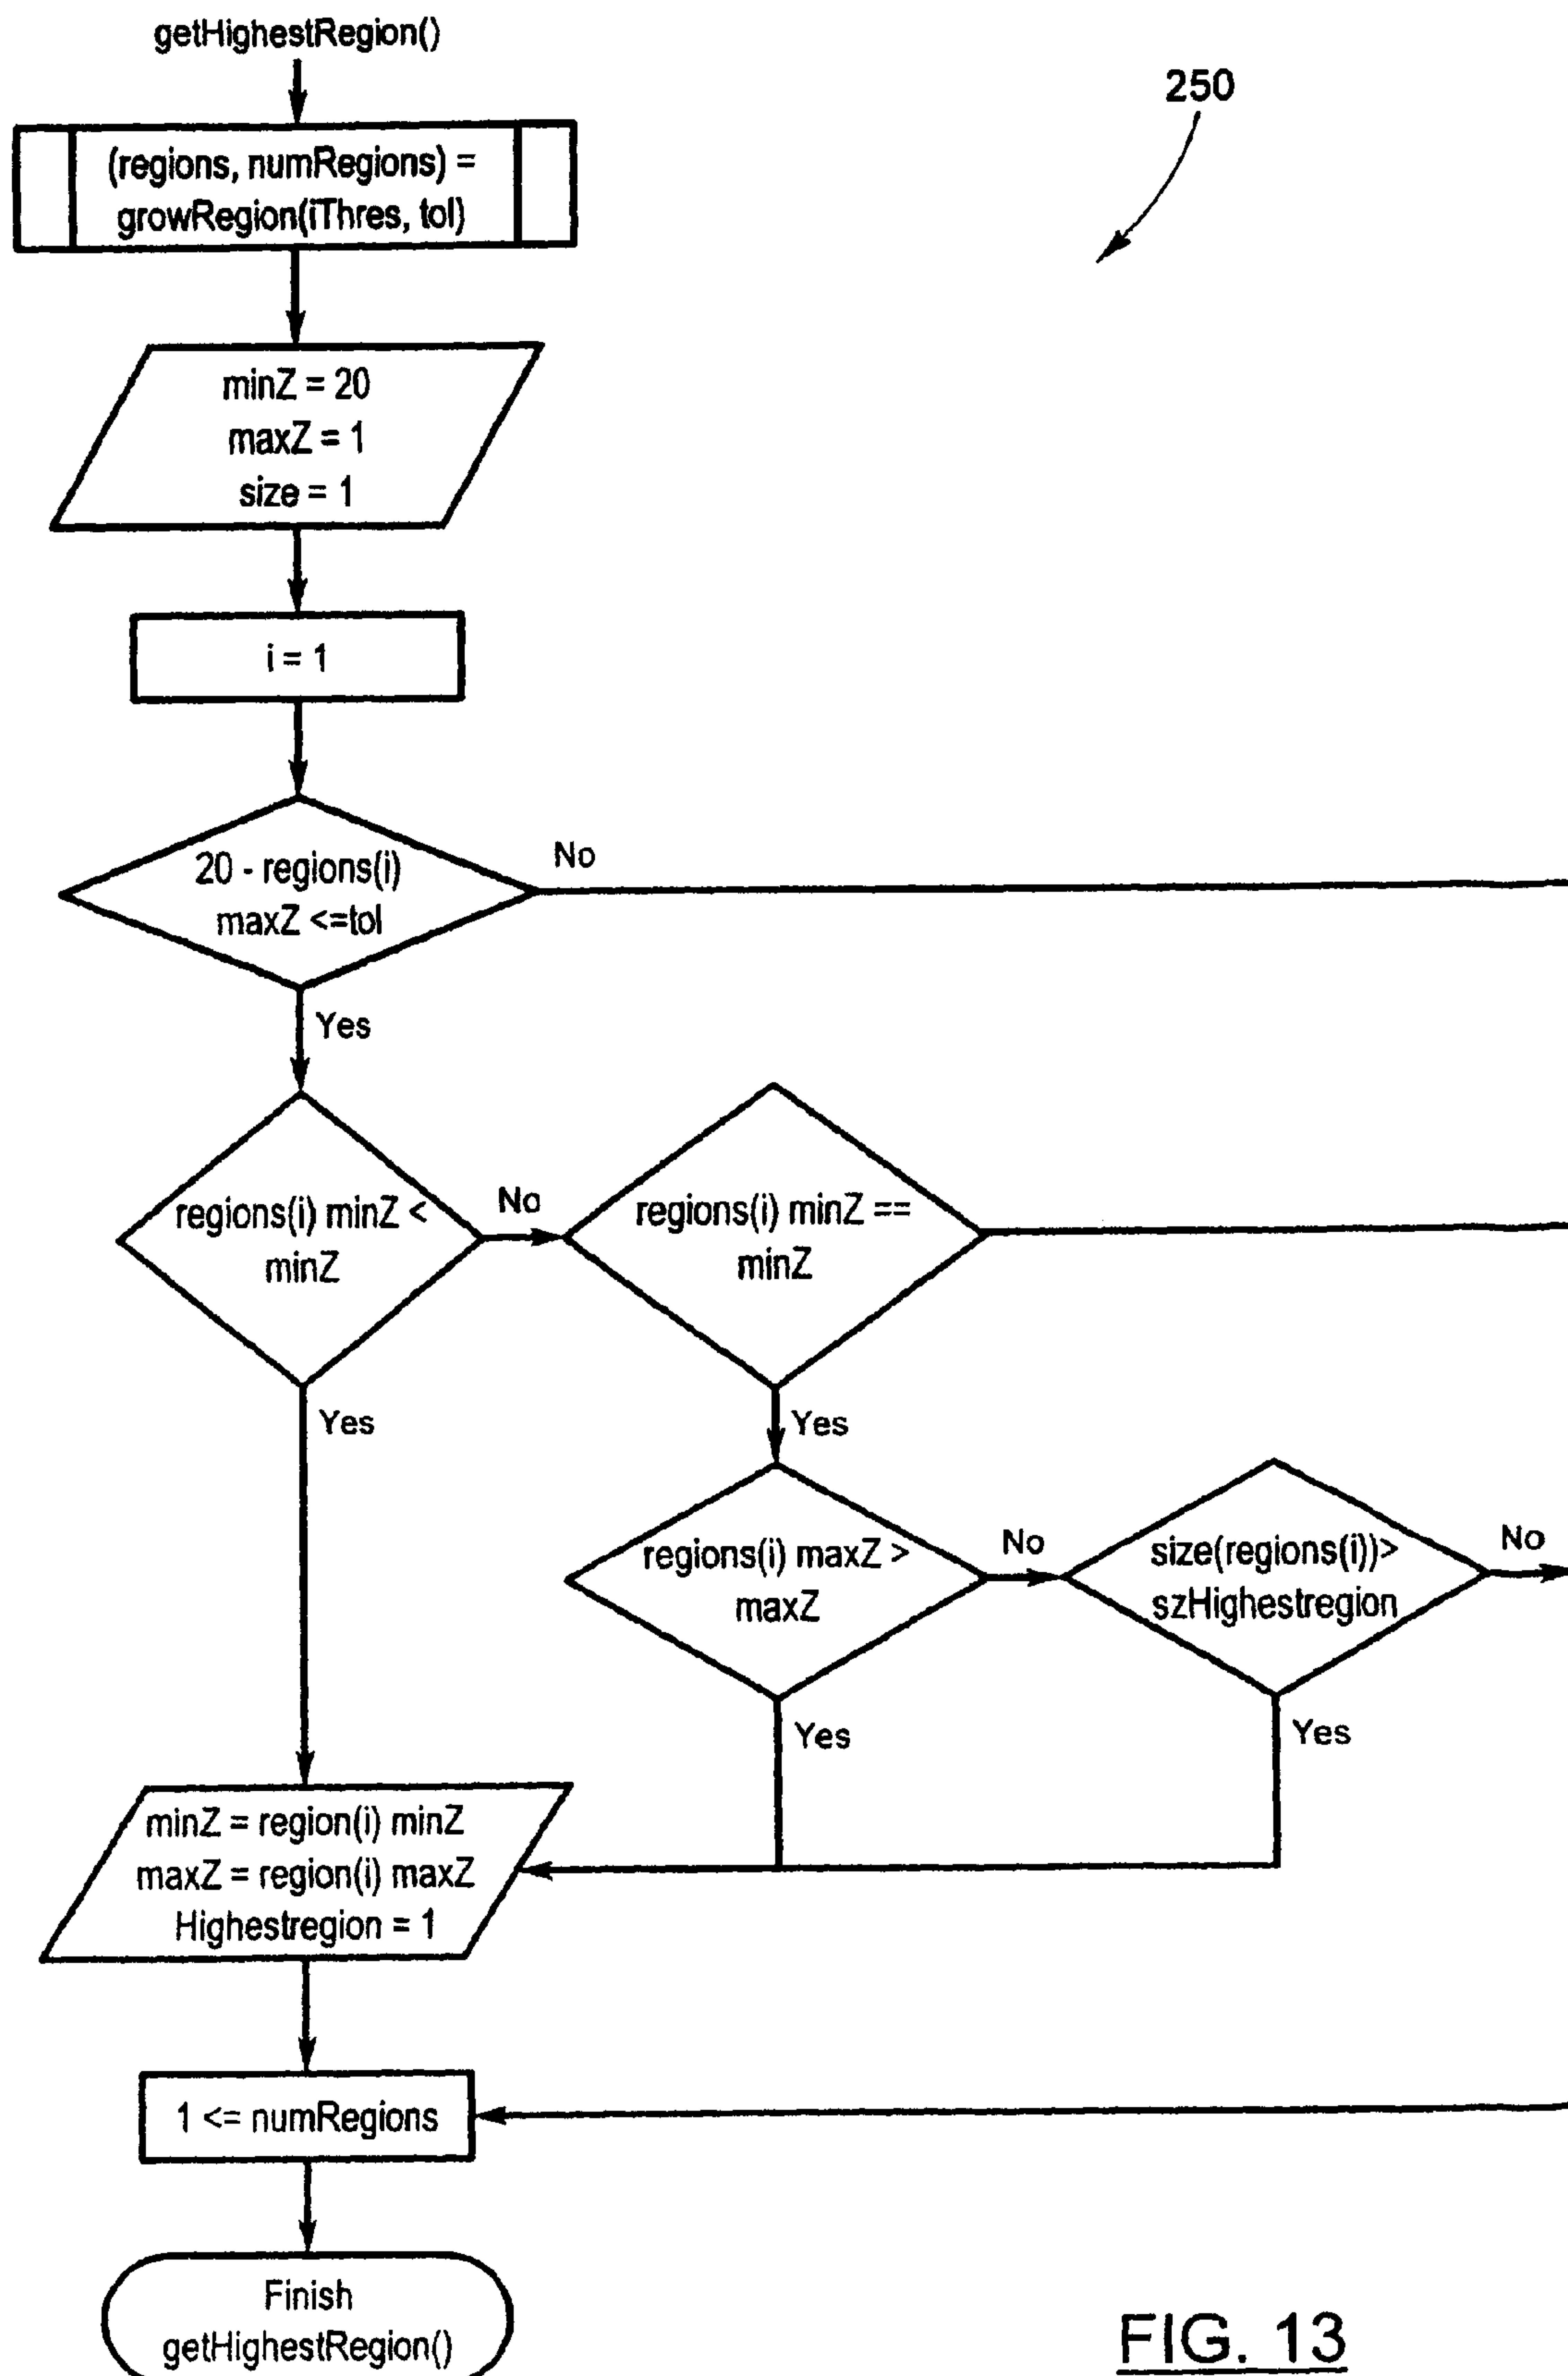 getHighestRegion()
250
(regions, numRegions) =
growRegion(iThres, tol)
minZ = 20
maxZ = 1
size = 1
i = 1
20 - regions(i)
maxZ <=tol
No
Yes
regions(i) minZ <
minZ
No
regions(i) minZ ==
minZ
Yes
Yes
regions(i) maxZ >
maxZ
No
size(regions(i))>
szHighestregion
No
Yes
Yes
minZ = region(i) minZ
maxZ = region(i) maxZ
Highestregion = 1
1 <= numRegions
Finish
getHighestRegion()
FIG. 13